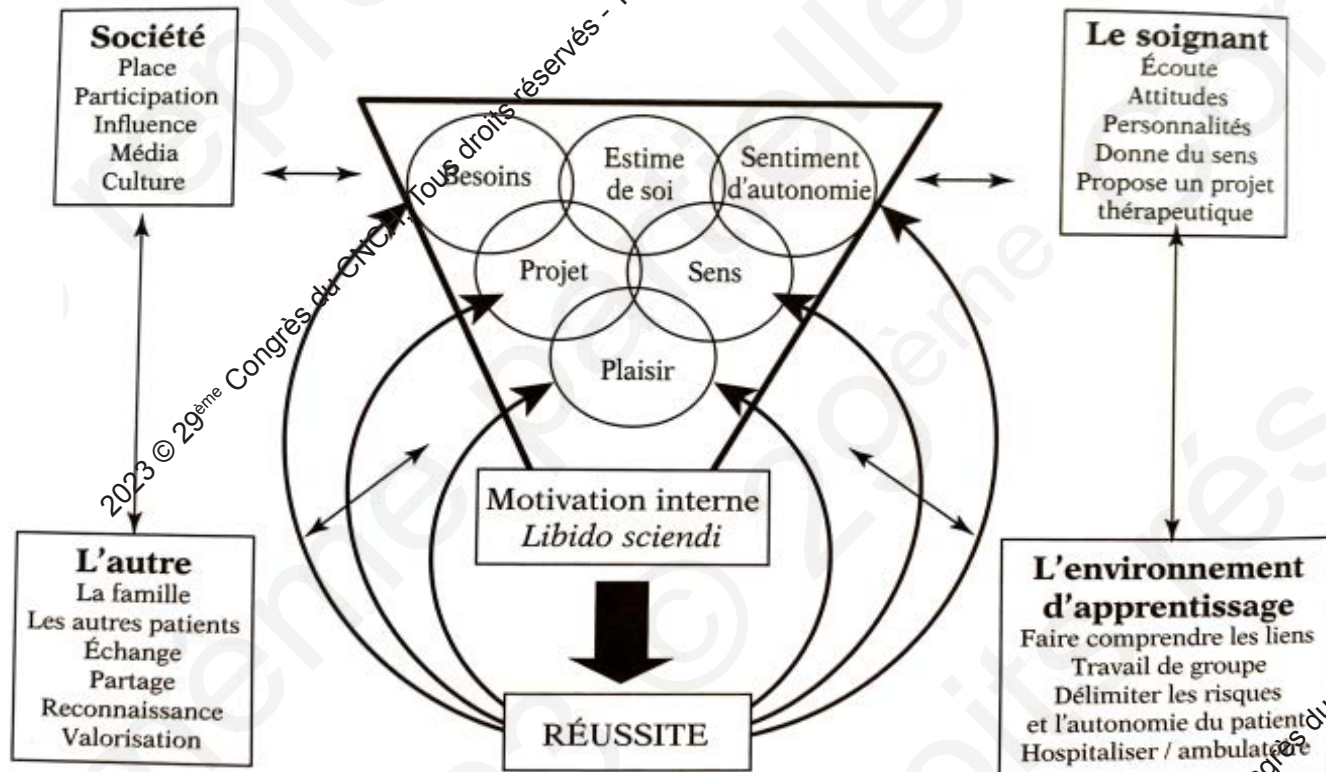 Société
Place
Participation
Influence
Média
Culture
Le soignant
Écoute
Attitudes
Personnalités
Donne du sens
Propose un projet
thérapeutique
Besoins
Estime
de soi
Sentiment
d'autonomie
Projet
Sens
Plaisir
Motivation interne
Libido sciendi
RÉUSSITE
L'autre
La famille
Les autres patients
Échange
Partage
Reconnaissance
Valorisation
L'environnement
d'apprentissage
Faire comprendre les liens
Travail de groupe
Délimiter les risques
et l'autonomie du patient
Hospitaliser / ambulatoire
2023 © 29ème Congrès du CNCH. Tous droits réservés - T